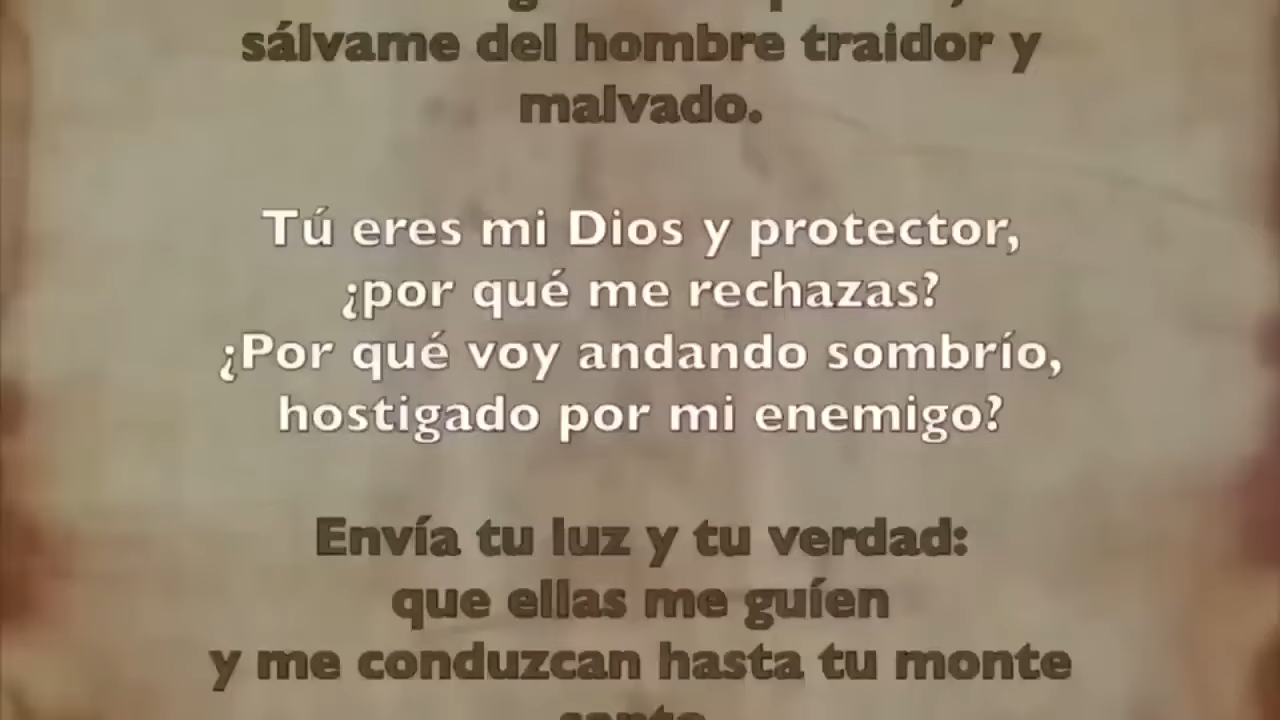 sálvame del hombre traidor y
malvado.
Tú eres mi Dios y protector,
¿por qué me rechazas?
¿Por qué voy andando sombrío,
hostigado por mi enemigo?
Envía tu luz y tu verdad:
que ellas me guíen
y me conduzcan hasta tu monte